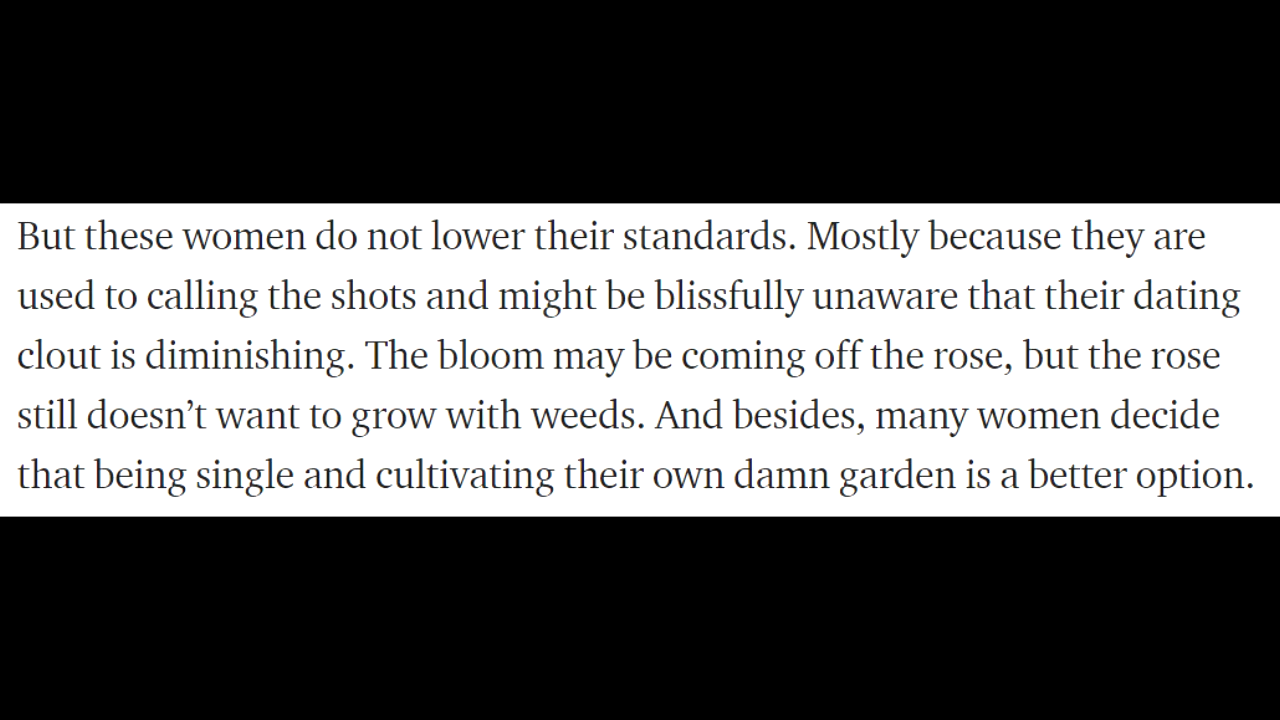 But these women do not lower their standards. Mostly because they are
used to calling the shots and might be blissfully unaware that their dating
clout is diminishing. The bloom may be coming off the rose, but the rose
still doesn’t want to grow with weeds. And besides, many women decide
that being single and cultivating their own damn garden is a better option.